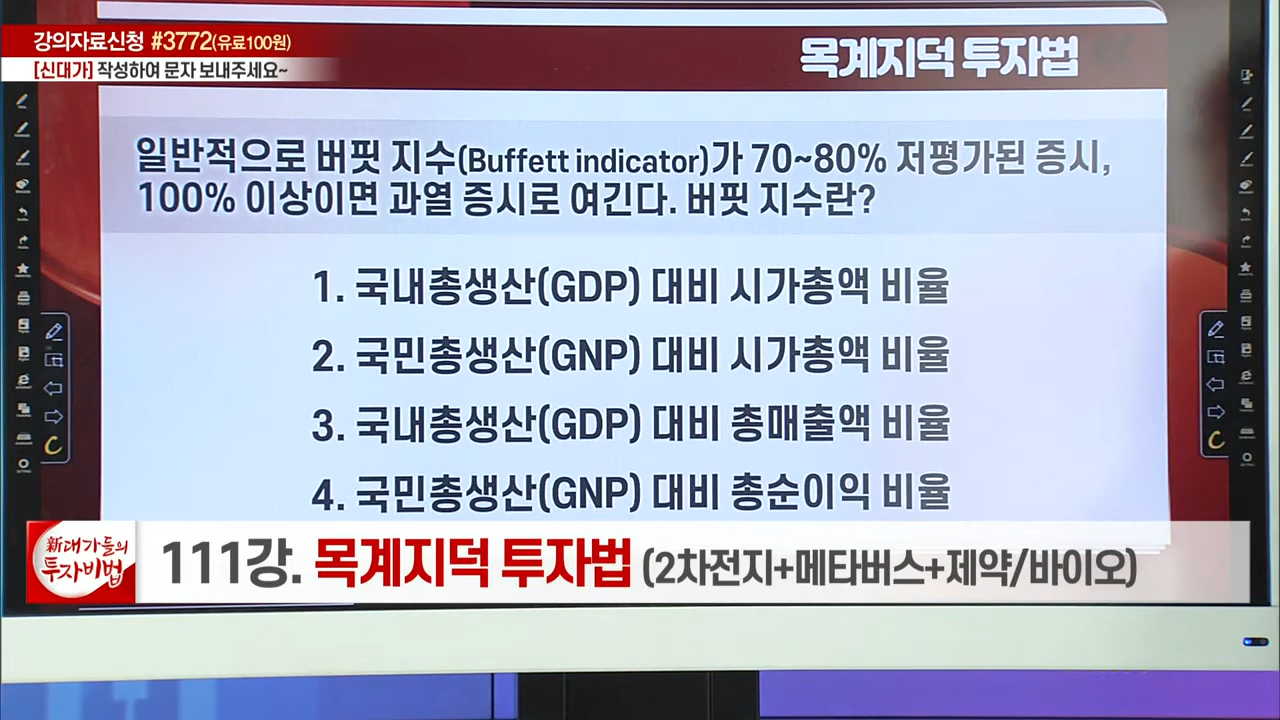 강의자료신청 #3772(유료100원)
[신대가] 작성하여 문자 보내주세요~
목계지덕 투자법
일반적으로 버핏 지수(Buffett indicator)가 70~80% 저평가된 증시,
100% 이상이면 과열 증시로 여긴다. 버핏 지수란?
1. 국내총생산(GDP) 대비 시가총액 비율
2. 국민총생산(GNP) 대비 시가총액 비율
3. 국내총생산(GDP) 대비 총매출액 비율
4. 국민총생산(GNP) 대비 총순이익 비율
新대가들의
투자비법
111강. 목계지덕 투자법 (2차전지+메타버스+제약/바이오)